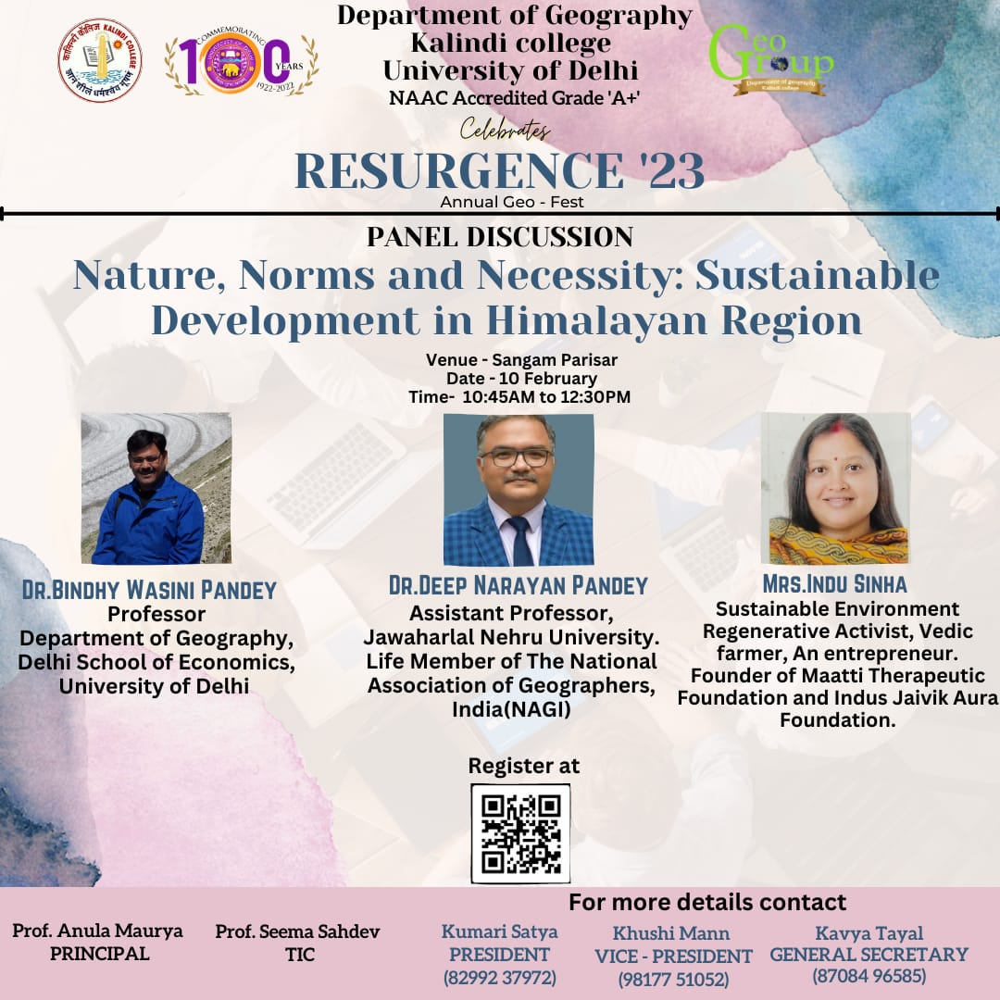 कालिन्दी कॉलेज KALINDI COLLEGE
ज्ञानं शीलं धर्मश्चैव भूषणम्
COMMEMORATING
100
YEARS
1922-2022
Department of Geography
Kalindi college
University of Delhi
NAAC Accredited Grade 'A+'
Geo
Group
Department of geography
Kalindi college
Celebrates
RESURGENCE '23
Annual Geo - Fest
PANEL DISCUSSION
Nature, Norms and Necessity: Sustainable
Development in Himalayan Region
Venue - Sangam Parisar
Date - 10 February
Time- 10:45AM to 12:30PM
DR.BINDHY WASINI PANDEY
Professor
Department of Geography,
Delhi School of Economics,
University of Delhi
DR.DEEP NARAYAN PANDEY
Assistant Professor,
Jawaharlal Nehru University.
Life Member of The National
Association of Geographers,
India(NAGI)
MRS.INDU SINHA
Sustainable Environment
Regenerative Activist, Vedic
farmer, An entrepreneur.
Founder of Maatti Therapeutic
Foundation and Indus Jaivik Aura
Foundation.
Register at
For more details contact
Prof. Anula Maurya
PRINCIPAL
Prof. Seema Sahdev
TIC
Kumari Satya
PRESIDENT
(82992 37972)
Khushi Mann
VICE - PRESIDENT
(98177 51052)
Kavya Tayal
GENERAL SECRETARY
(87084 96585)